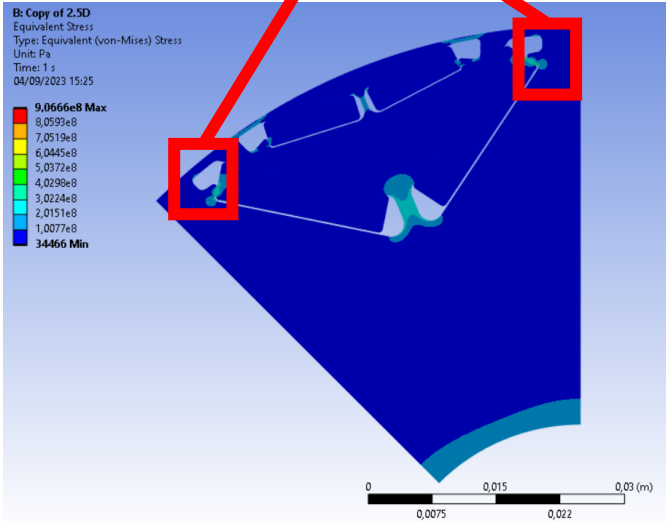 B: Copy of 2.5D
Equivalent Stress
Type: Equivalent (von-Mises) Stress
Unit: Pa
Time: 1 s
04/09/2023 15:25
9,0666e8 Max
8,0593e8
7,0519e8
6,0445e8
5,0372e8
4,0298e8
3,0224e8
2,0151e8
1,0077e8
34466 Min
0 0,015 0,03 (m)
0,0075 0,022